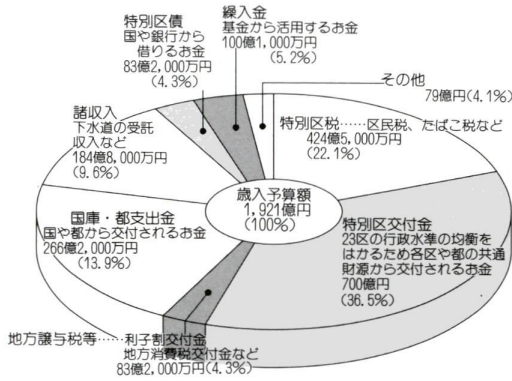 特別区債
国や銀行から
借りるお金
83億2,000万円
(4.3%)
繰入金
基金から活用するお金
100億1,000万円
(5.2%)
その他
79億円(4.1%)
諸収入
下水道の受託
収入など
184億8,000万円
(9.6%)
特別区税……区民税、たばこ税など
424億5,000万円
(22.1%)
歳入予算額
1,921億円
(100%)
国庫・都支出金
国や都から交付されるお金
266億2,000万円
(13.9%)
特別区交付金
23区の行政水準の均衡を
はかるため各区や都の共通
財源から交付されるお金
700億円
(36.5%)
地方譲与税等……利子割交付金
地方消費税交付金など
83億2,000万円(4.3%)